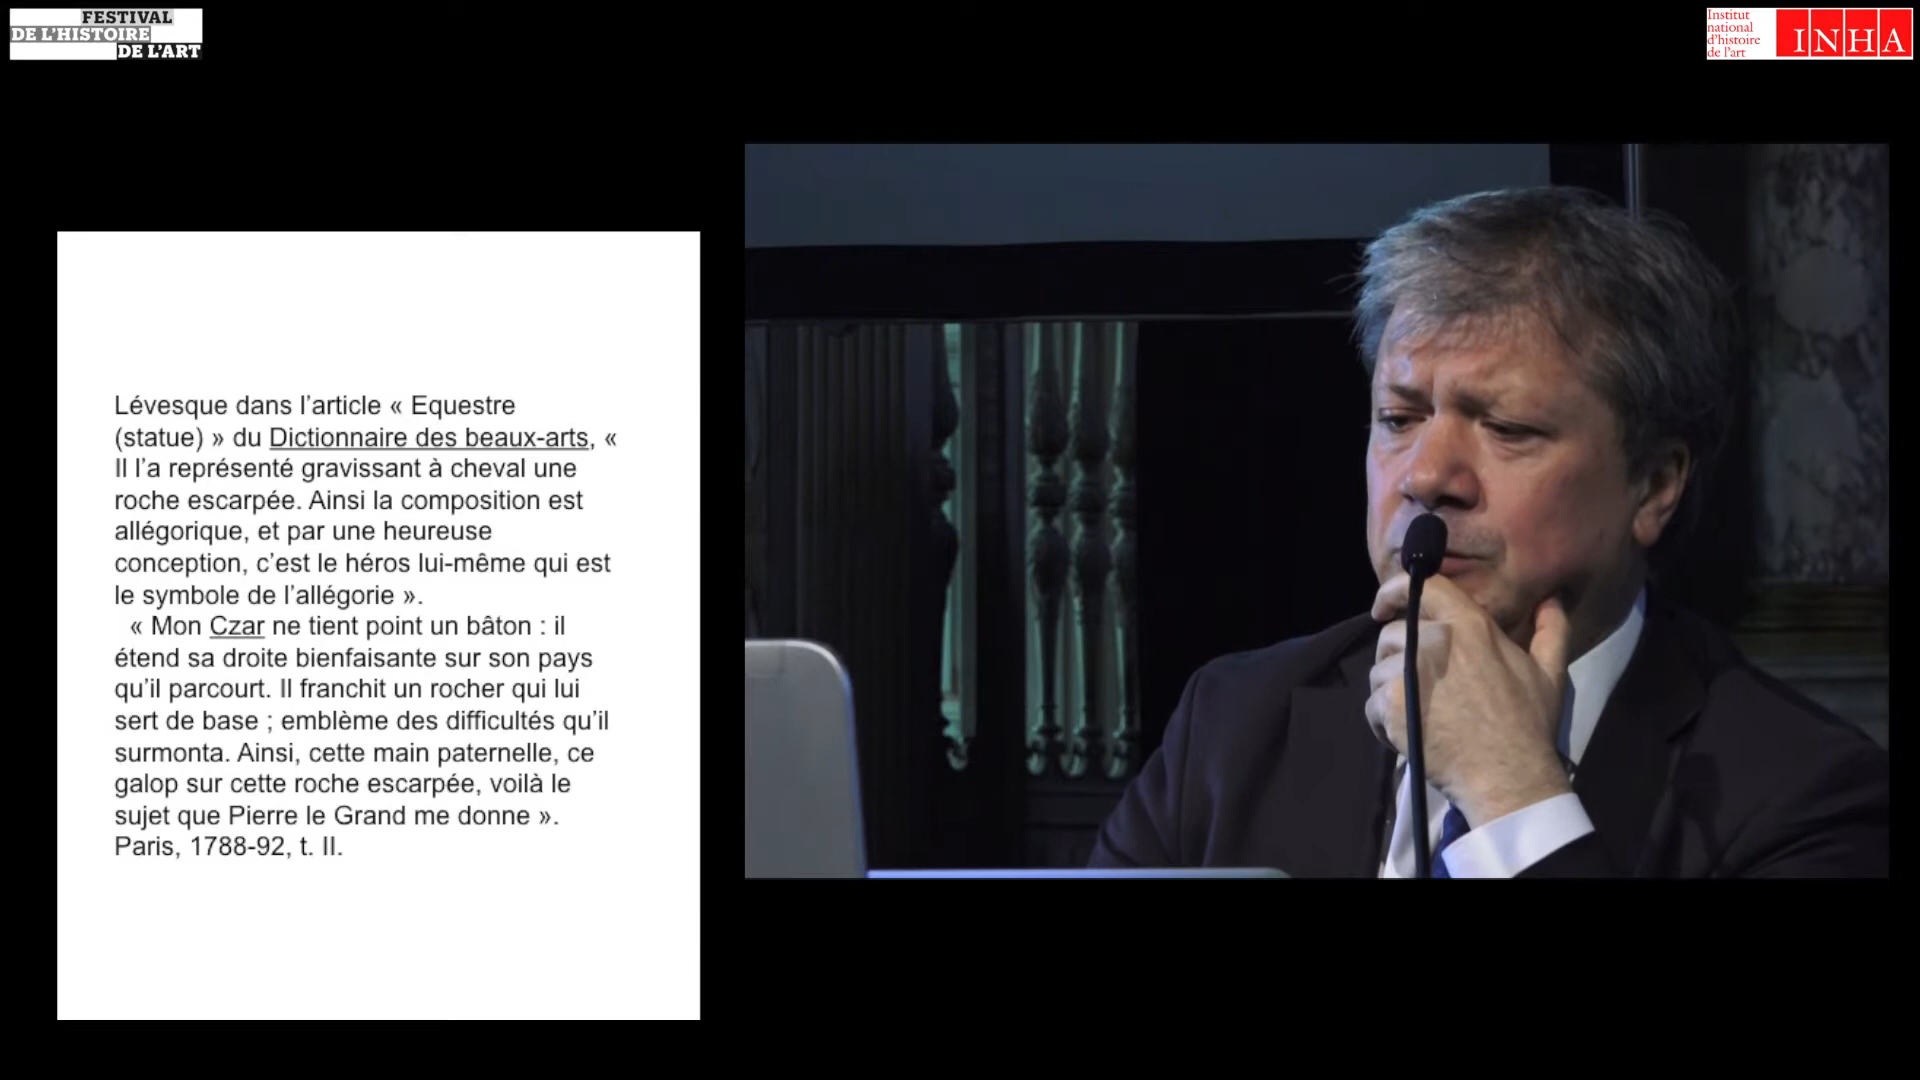 FESTIVAL
DE L'HISTOIRE
DE L'ART
Institut
national
d'histoire
de l'art
INHA
Lévesque dans l'article « Equestre
(statue) » du Dictionnaire des beaux-arts, «
Il l'a représenté gravissant à cheval une
roche escarpée. Ainsi la composition est
allégorique, et par une heureuse
conception, c'est le héros lui-même qui est
le symbole de l'allégorie ».
« Mon Czar ne tient point un bâton : il
étend sa droite bienfaisante sur son pays
qu'il parcourt. Il franchit un rocher qui lui
sert de base ; emblème des difficultés qu'il
surmonta. Ainsi, cette main paternelle, ce
galop sur cette roche escarpée, voilà le
sujet que Pierre le Grand me donne ».
Paris, 1788-92, t. II.